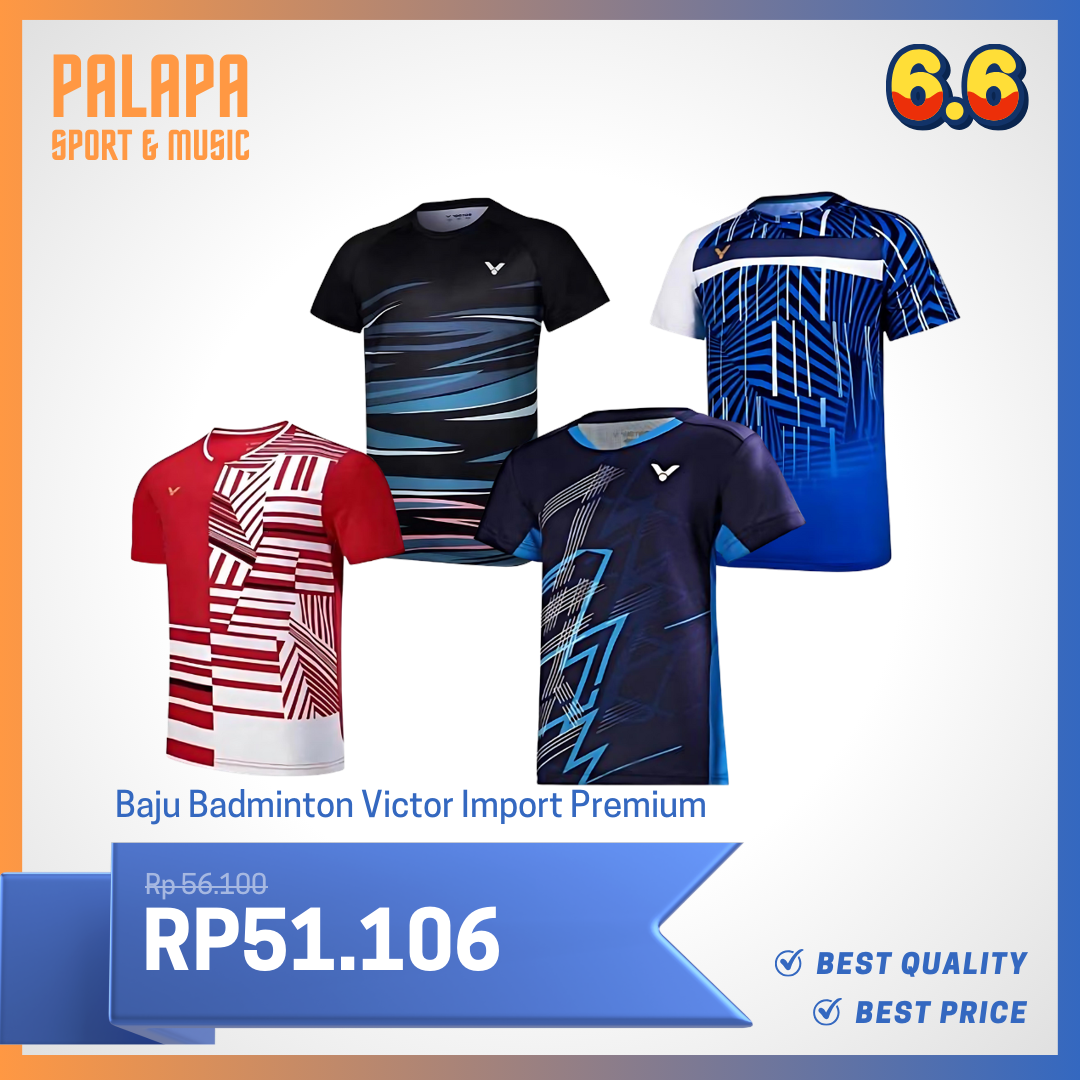 PALAPA
SPORT & MUSIC
6.6
Baju Badminton Victor Import Premium
Rp 56.100
RP51.106
BEST QUALITY
BEST PRICE